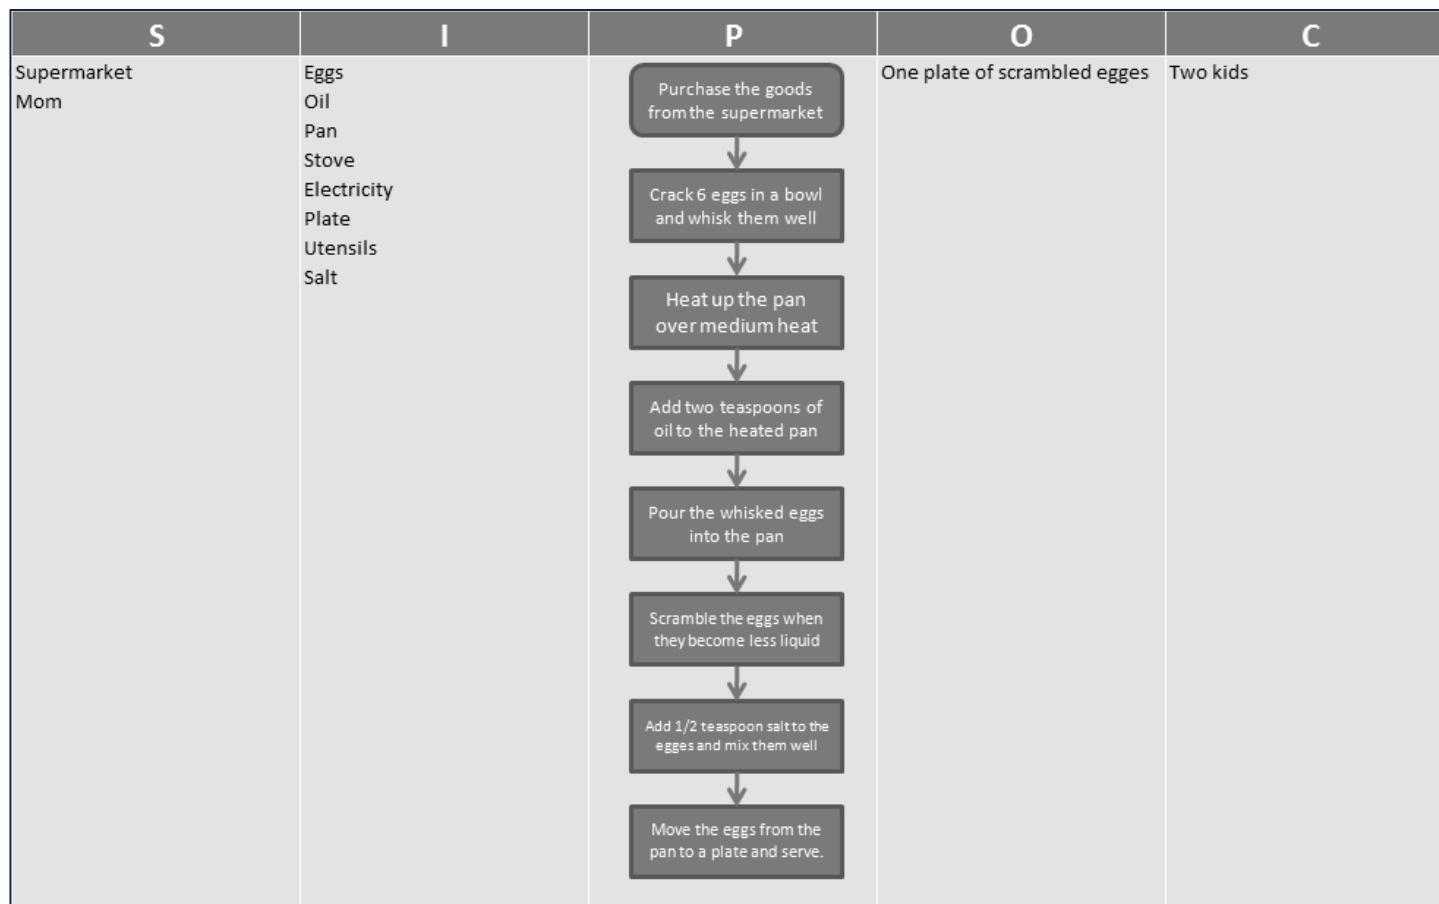 S
I
P
O
C
Supermarket
Mom
Eggs
Oil
Pan
Stove
Electricity
Plate
Utensils
Salt
Purchase the goods
from the supermarket
Crack 6 eggs in a bowl
and whisk them well
Heat up the pan
over medium heat
Add two teaspoons of
oil to the heated pan
Pour the whisked eggs
into the pan
Scramble the eggs when
they become less liquid
Add 1/2 teaspoon salt to the
egges and mix them well
Move the eggs from the
pan to a plate and serve.
One plate of scrambled egges
Two kids